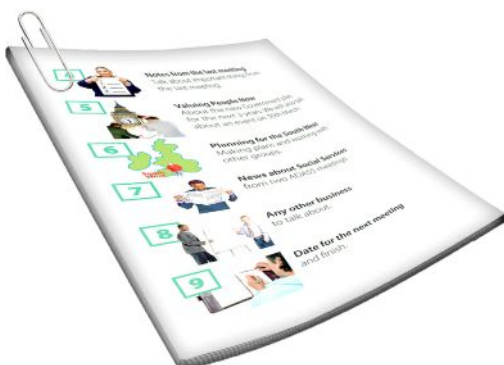 4
Notes from the last meeting
Talk about important things from
the last meeting.
5
Valuing People Now
About the new Government plan
for the next 3 years. We will also talk
about an event on 30th March
6
Planning for the South West
Making plans and working with
other groups.
7
News about Social Services
from two ADASS meetings
8
Any other business
to talk about.
9
Date for the next meeting
and finish.